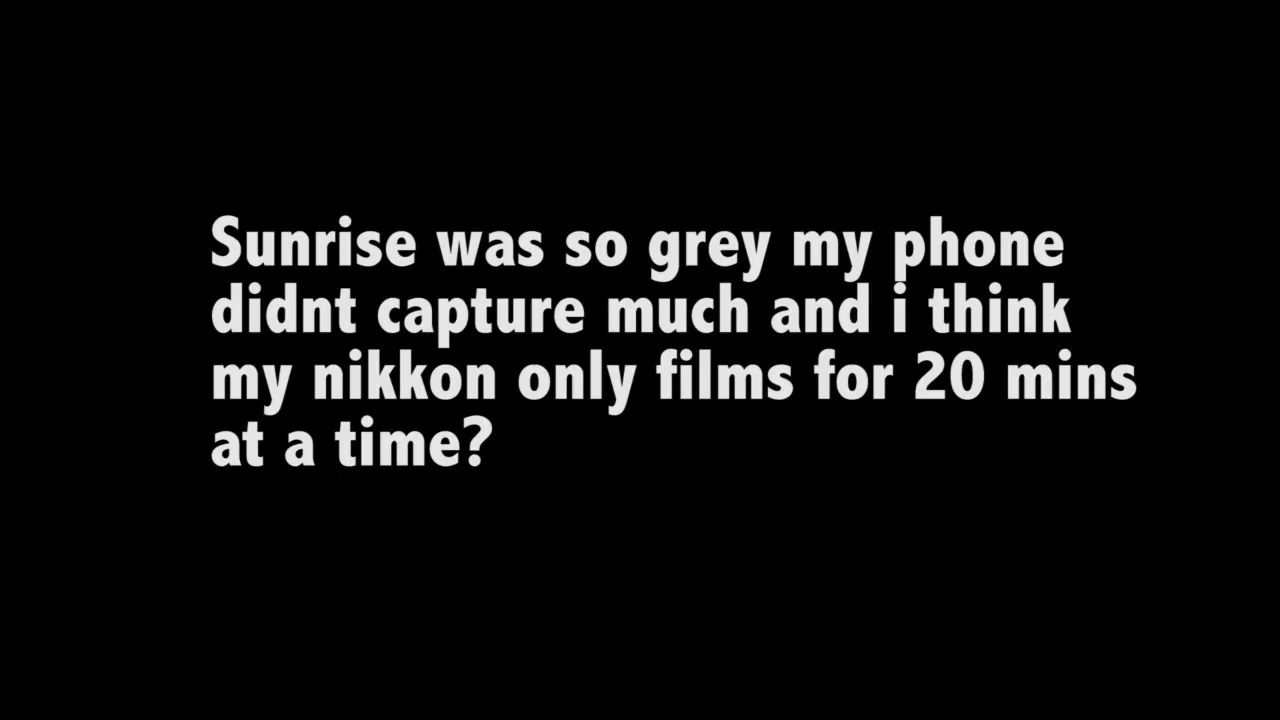 Sunrise was so grey my phone
didnt capture much and i think
my nikkon only films for 20 mins
at a time?